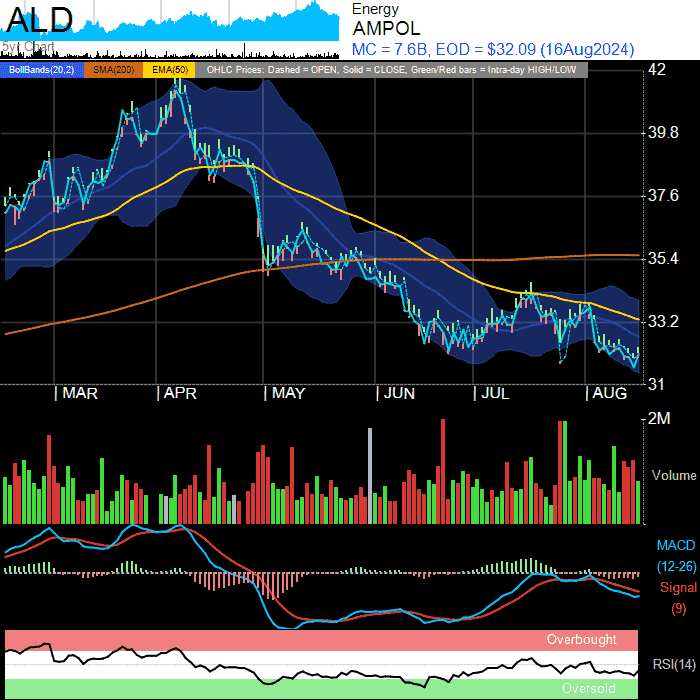 ALD
5yr Chart
Energy
AMPOL
MC = 7.6B, EOD = $32.09 (16Aug2024)
BollBands(20,2) SMA(200) EMA(50) OHLC Prices: Dashed = OPEN, Solid = CLOSE, Green/Red bars = Intra-day HIGH/LOW
42
39.8
37.6
35.4
33.2
31
| MAR | APR | MAY | JUN | JUL | AUG
2M
Volume
MACD
(12-26)
Signal
(9)
Overbought
RSI(14)
Oversold